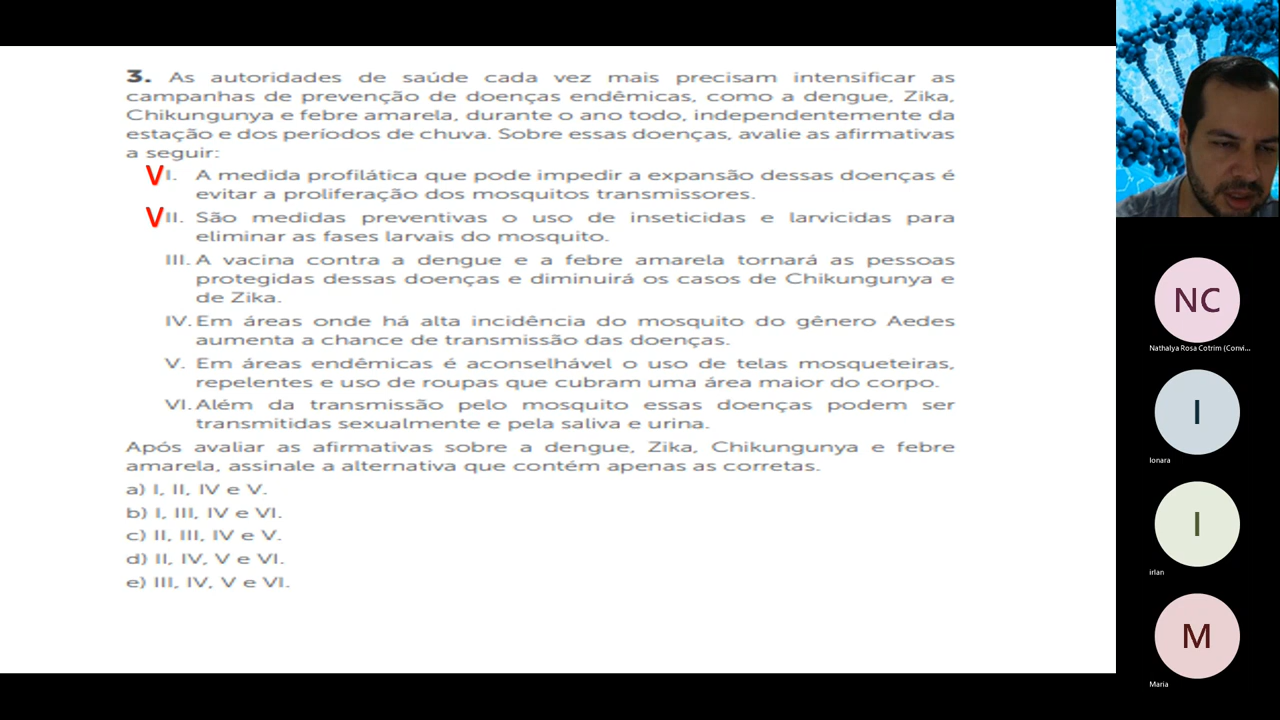 3. As autoridades de saúde cada vez mais precisam intensificar as
campanhas de prevenção de doenças endêmicas, como a dengue, Zika,
Chikungunya e febre amarela, durante o ano todo, independentemente da
estação e dos períodos de chuva. Sobre essas doenças, avalie as afirmativas
a seguir:
V I. A medida profilática que pode impedir a expansão dessas doenças é
evitar a proliferação dos mosquitos transmissores.
V II. São medidas preventivas o uso de inseticidas e larvicidas para
eliminar as fases larvais do mosquito.
III. A vacina contra a dengue e a febre amarela tornará as pessoas
protegidas dessas doenças e diminuirá os casos de Chikungunya e
de Zika.
IV. Em áreas onde há alta incidência do mosquito do gênero Aedes
aumenta a chance de transmissão das doenças.
V. Em áreas endêmicas é aconselhável o uso de telas mosqueteiras,
repelentes e uso de roupas que cubram uma área maior do corpo.
VI. Além da transmissão pelo mosquito essas doenças podem ser
transmitidas sexualmente e pela saliva e urina.
Após avaliar as afirmativas sobre a dengue, Zika, Chikungunya e febre
amarela, assinale a alternativa que contém apenas as corretas.
a) I, II, IV e V.
b) I, III, IV e VI.
c) II, III, IV e V.
d) II, IV, V e VI.
e) III, IV, V e VI.
NC
Nathalya Rosa Cotrim (Convi...
I
Ionara
I
irlan
M
Maria